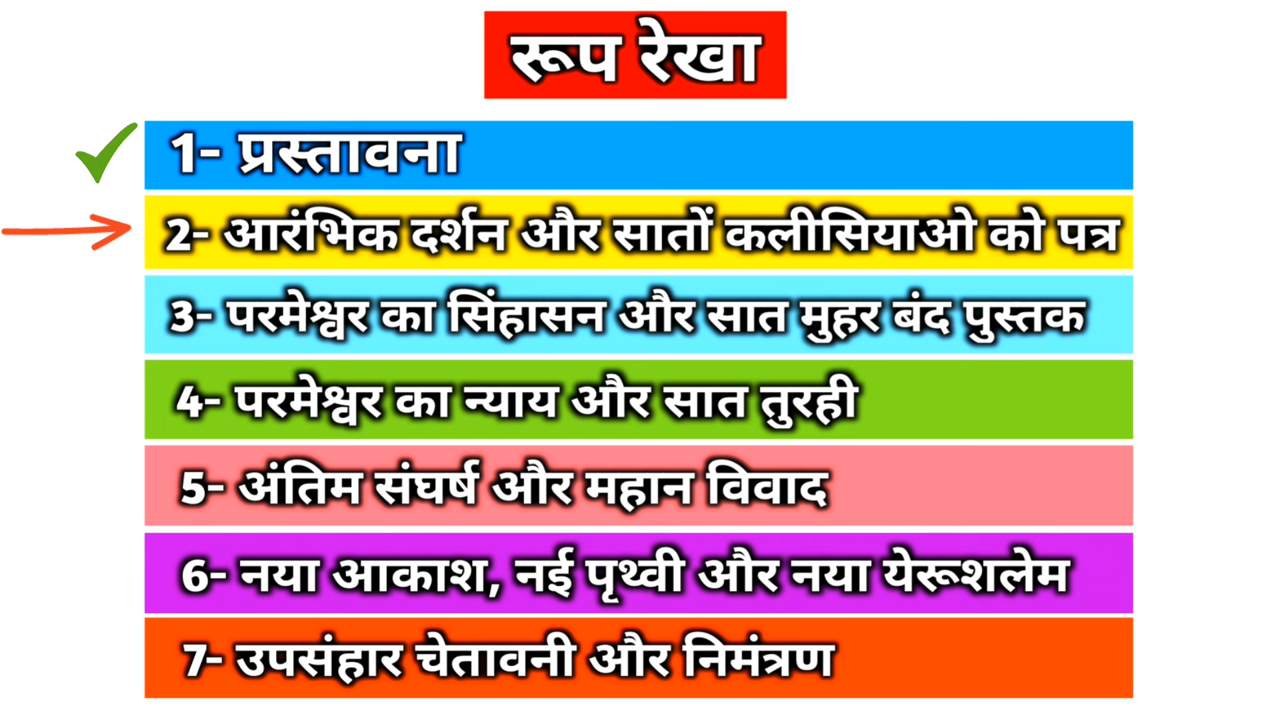 रूप रेखा
1- प्रस्तावना
2- आरंभिक दर्शन और सातों कलीसियाओ को पत्र
3- परमेश्वर का सिंहासन और सात मुहर बंद पुस्तक
4- परमेश्वर का न्याय और सात तुरही
5- अंतिम संघर्ष और महान विवाद
6- नया आकाश, नई पृथ्वी और नया येरूशलेम
7- उपसंहार चेतावनी और निमंत्रण